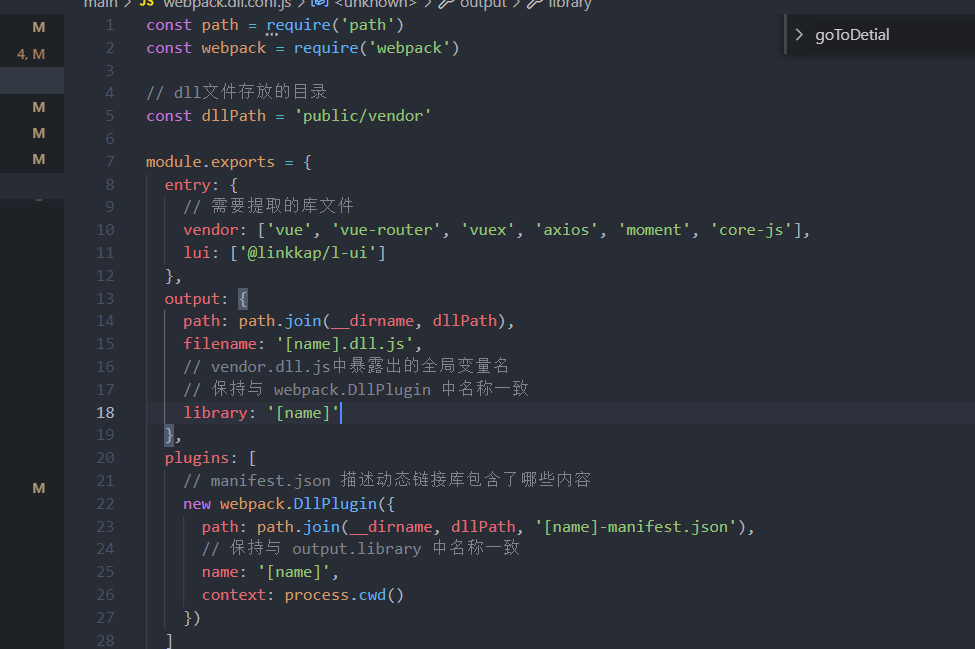 main > JS webpack.dll.conf.js > <unknown> > output > library
M
4, M
M
M
M
M
> goToDetial
1 const path = require('path')
2 const webpack = require('webpack')
3
4 // dll文件存放的目录
5 const dllPath = 'public/vendor'
6
7 module.exports = {
8 entry: {
9 // 需要提取的库文件
10 vendor: ['vue', 'vue-router', 'vuex', 'axios', 'moment', 'core-js'],
11 lui: ['@linkkap/l-ui']
12 },
13 output: {
14 path: path.join(__dirname, dllPath),
15 filename: '[name].dll.js',
16 // vendor.dll.js中暴露出的全局变量名
17 // 保持与 webpack.DllPlugin 中名称一致
18 library: '[name]'
19 },
20 plugins: [
21 // manifest.json 描述动态链接库包含了哪些内容
22 new webpack.DllPlugin({
23 path: path.join(__dirname, dllPath, '[name]-manifest.json'),
24 // 保持与 output.library 中名称一致
25 name: '[name]',
26 context: process.cwd()
27 })
28 ]